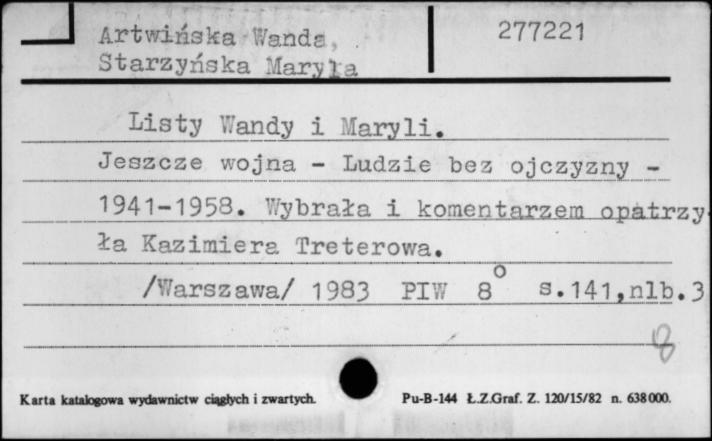 Artwińska Wanda, 277221
Starzyńska Maryla
Listy Wandy i Maryli.
Jeszcze wojna - Ludzie bez ojczyzny -
1941-1958. Wybrała i komentarzem opatrzy-
ła Kazimiera Treterowa.
/Warszawa/ 1983 PIW 8° s.141,nlb.3
8
Karta katalogowa wydawnictw ciągłych i zwartych. Pu-B-144 Ł.Z.Graf. Z. 120/15/82 n. 638000.